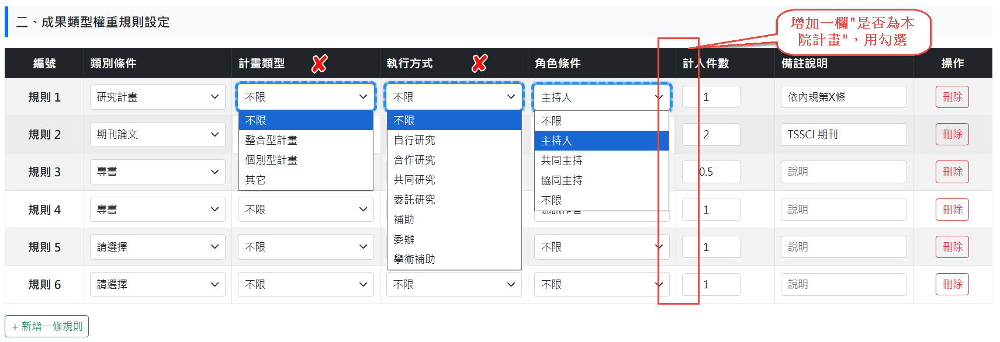 二、成果類型權重規則設定
增加一欄"是否為本
院計畫"，用勾選
編號 類別條件 計畫類型 執行方式 角色條件 計入件數 備註說明 操作
規則 1 研究計畫 不限 不限 主持人 1 依內規第X條 刪除
不限 不限 不限
規則 2 期刊論文 2 TSSCI 期刊 刪除
整合型計畫 自行研究 主持人
個別型計畫 合作研究 共同主持
規則 3 專書 0.5 說明 刪除
其它 共同研究 協同主持
委託研究 不限
規則 4 專書 不限 1 說明 刪除
補助
委辦
規則 5 請選擇 不限 不限 1 說明 刪除
學術補助
規則 6 請選擇 不限 不限 不限 1 說明 刪除
+ 新增一條規則